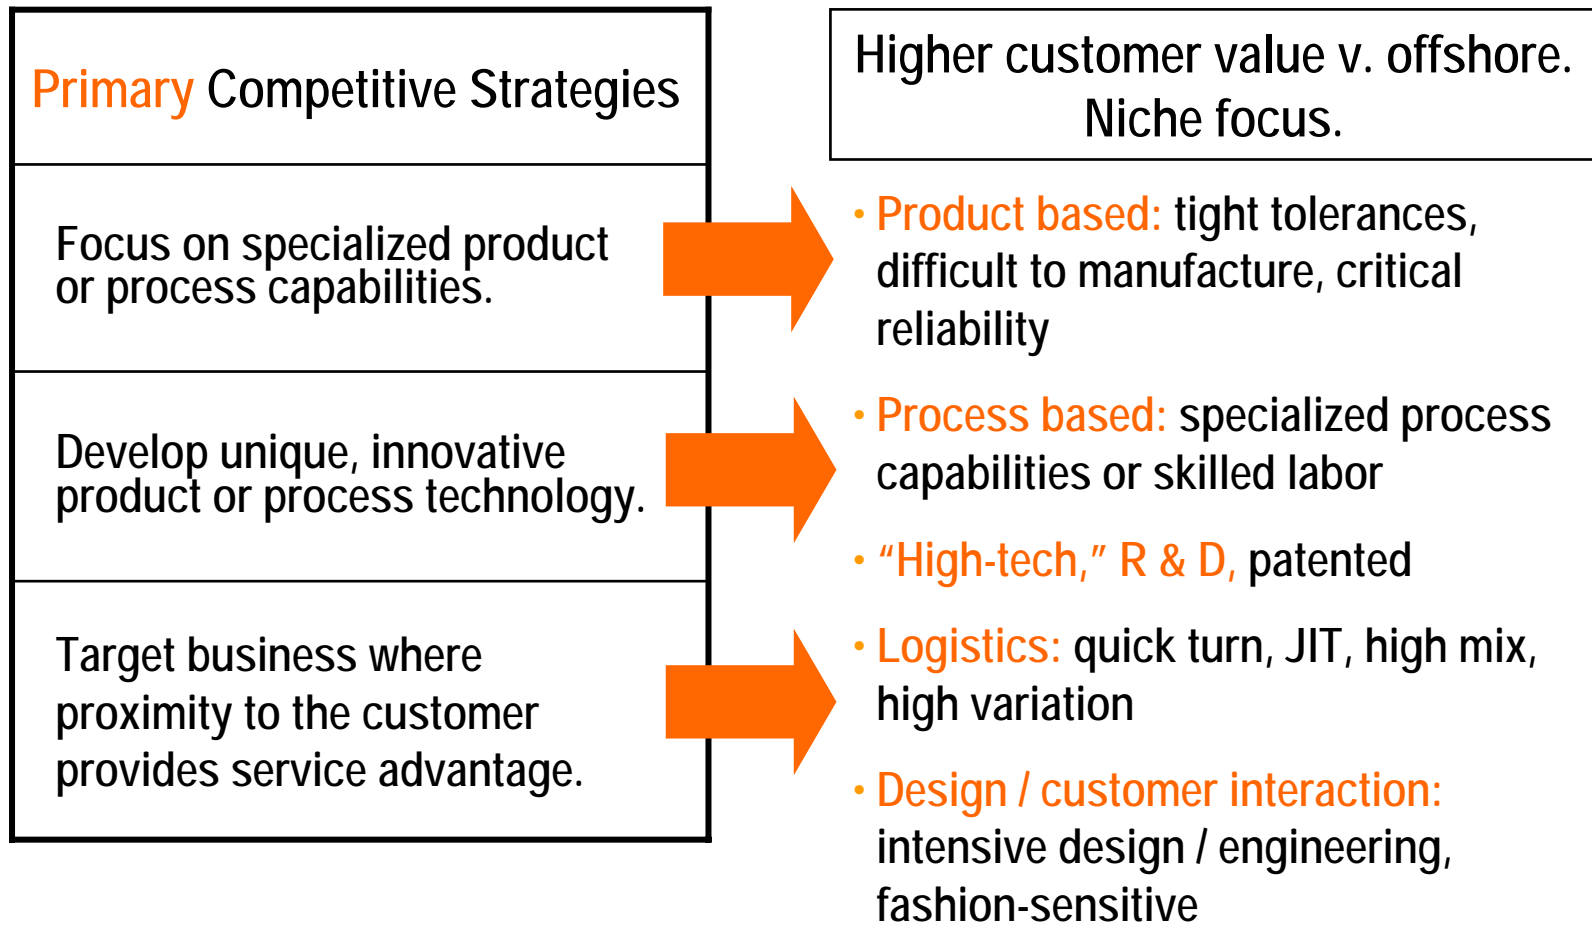 Primary Competitive Strategies
Focus on specialized product
or process capabilities.
Develop unique, innovative
product or process technology.
Target business where
proximity to the customer
provides service advantage.
Higher customer value v. offshore.
Niche focus.
• Product based: tight tolerances,
difficult to manufacture, critical
reliability
• Process based: specialized process
capabilities or skilled labor
• “High-tech,” R & D, patented
• Logistics: quick turn, JIT, high mix,
high variation
• Design / customer interaction:
intensive design / engineering,
fashion-sensitive